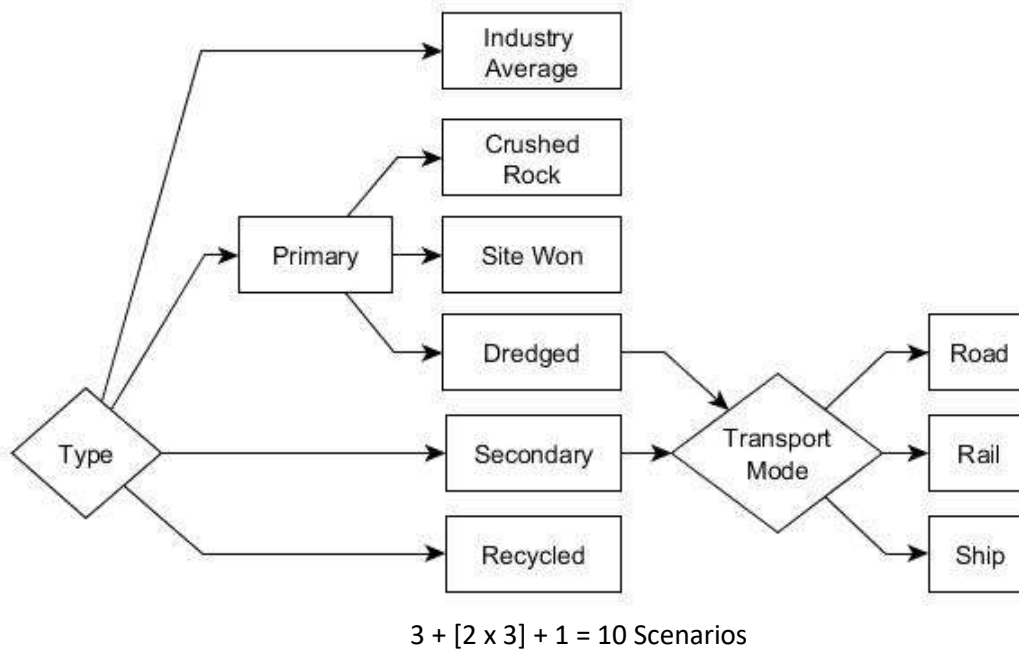 Industry
Average
Crushed
Rock
Primary
Site Won
Dredged
Road
Type
Secondary
Transport
Mode
Rail
Recycled
Ship
3 + [2 x 3] + 1 = 10 Scenarios